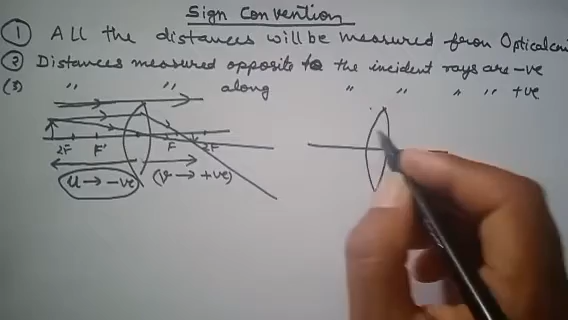 Sign Convention
① All the distances will be measured from
② Distances measured opposite to the incident rays are -ve
(3) " " along " " " " +ve
2F F' F 2F
u → -ve (v → +ve)